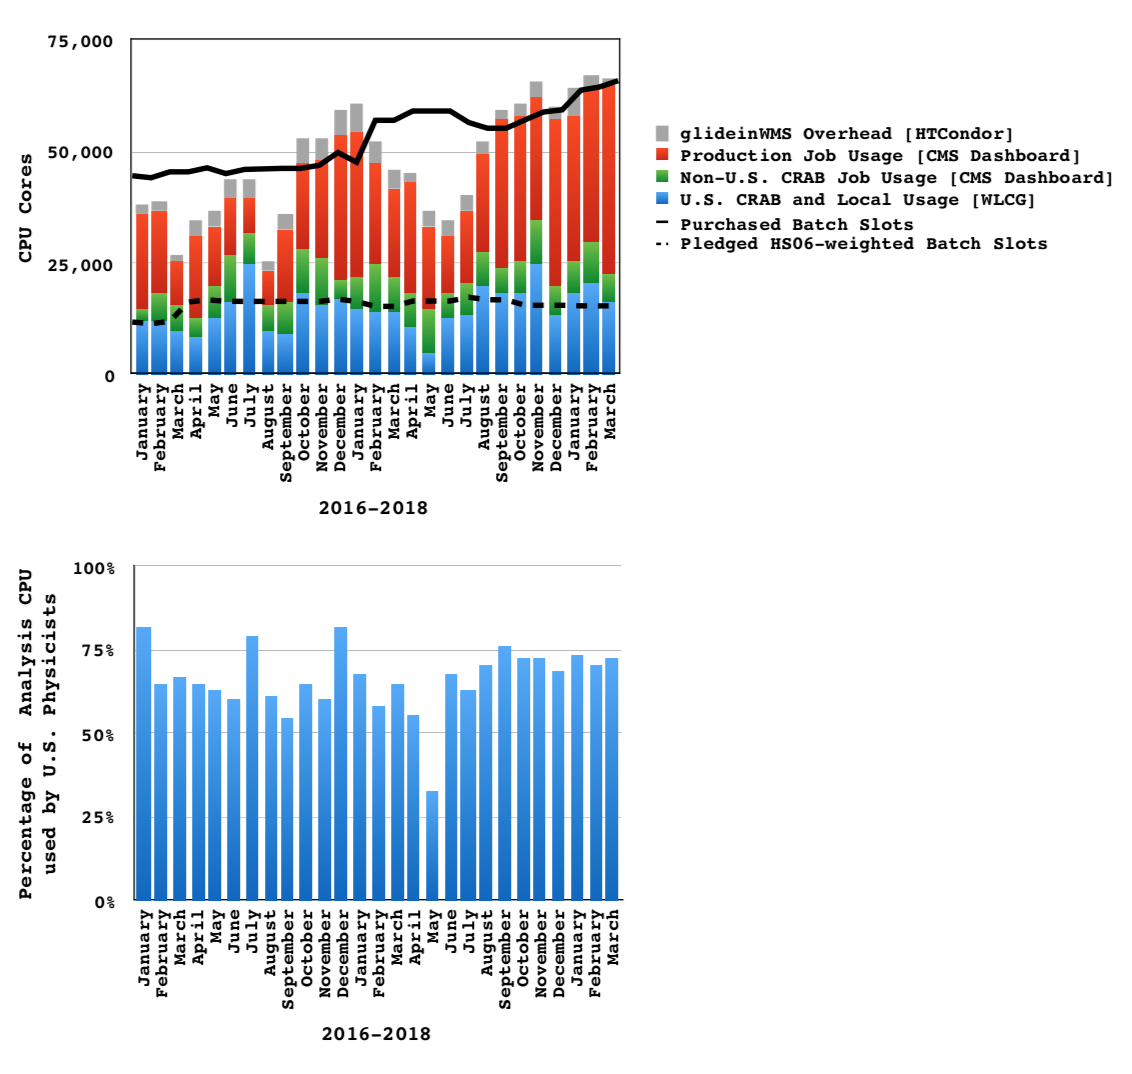 75,000
50,000
25,000
0
CPU Cores
January
February
March
April
May
June
July
August
September
October
November
December
January
February
March
April
May
June
July
August
September
October
November
December
January
February
March
2016-2018
glideinWMS Overhead [HTCondor]
Production Job Usage [CMS Dashboard]
Non-U.S. CRAB Job Usage [CMS Dashboard]
U.S. CRAB and Local Usage [WLCG]
Purchased Batch Slots
Pledged HS06-weighted Batch Slots
100%
75%
50%
25%
0%
Percentage of Analysis CPU
used by U.S. Physicists
January
February
March
April
May
June
July
August
September
October
November
December
January
February
March
April
May
June
July
August
September
October
November
December
January
February
March
2016-2018